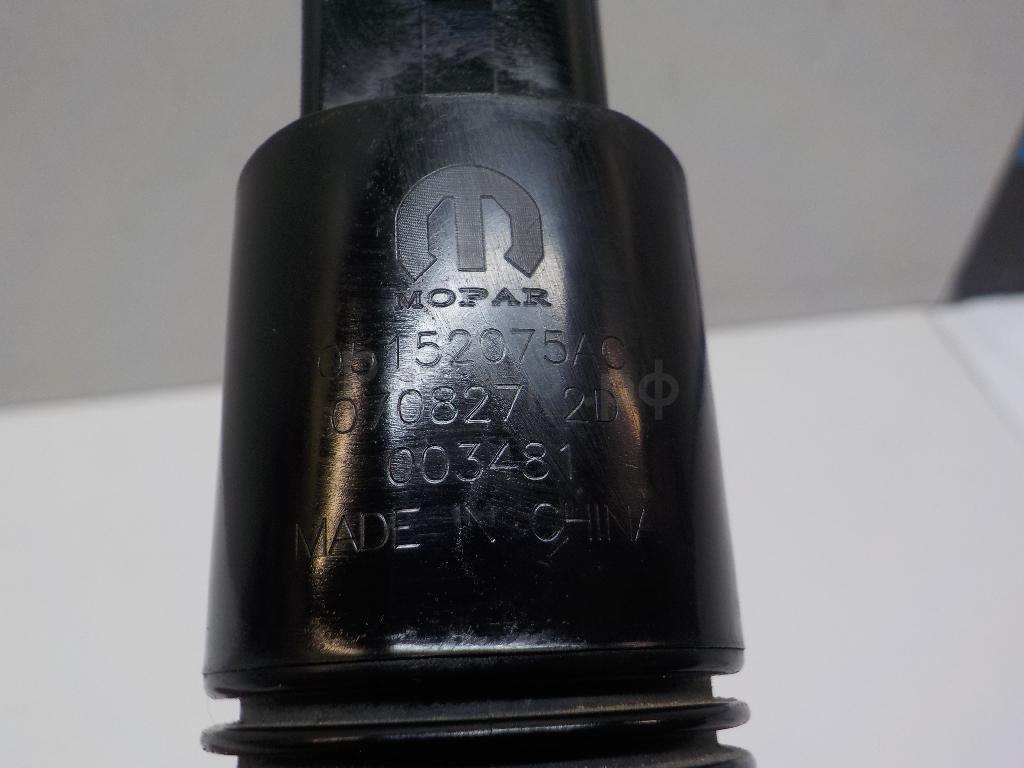 MOPAR
05152075AC
070827 2D
003481
MADE IN CHINA